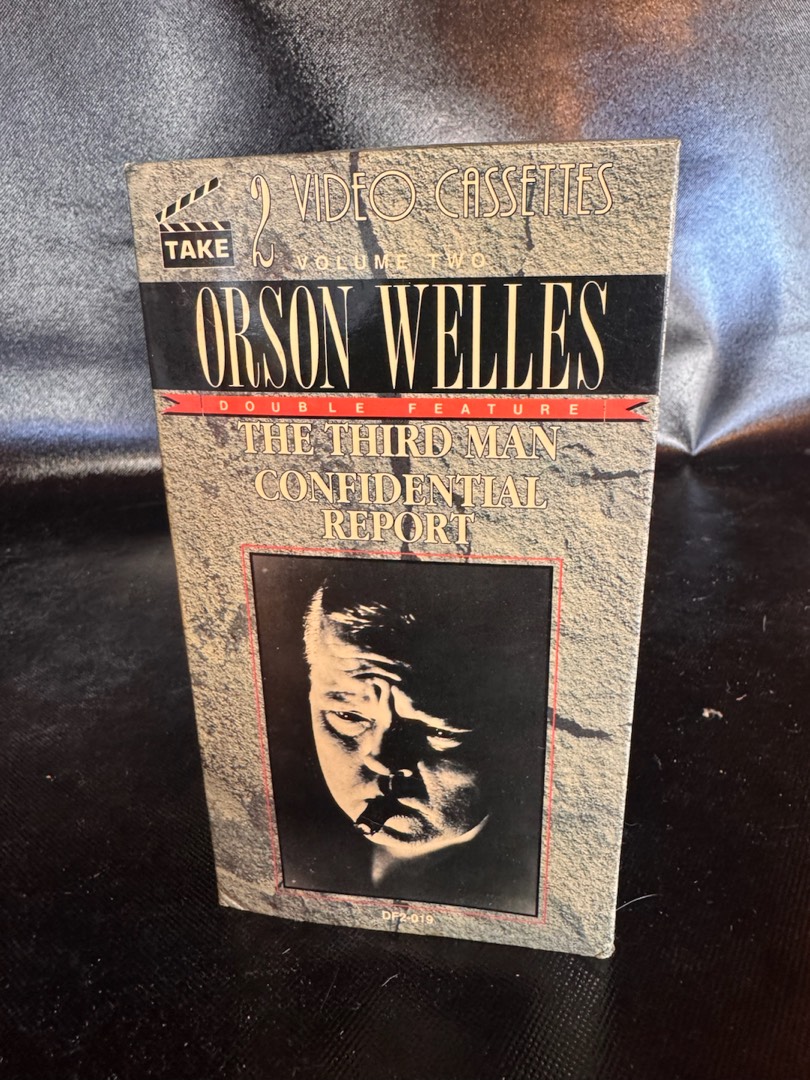 TAKE 2 VIDEO CASSETTES
VOLUME TWO
ORSON WELLES
DOUBLE FEATURE
THE THIRD MAN
CONFIDENTIAL
REPORT
DF2-019